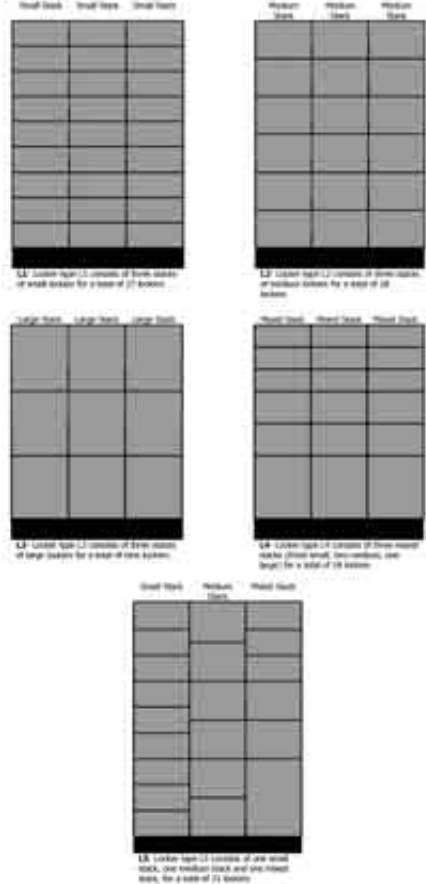 Small Stack Small Stack Small Stack
Medium Stack Medium Stack Medium Stack
L1 Locker type L1 consists of three stacks
of small lockers for a total of 27 lockers.
L2 Locker type L2 consists of three stacks
of medium lockers for a total of 18
lockers.
Large Stack Large Stack Large Stack
Mixed Stack Mixed Stack Mixed Stack
L3 Locker type L3 consists of three stacks
of large lockers for a total of nine lockers.
L4 Locker type L4 consists of three mixed
stacks (three small, two medium, one
large) for a total of 18 lockers.
Small Stack Medium Stack Mixed Stack
L5 Locker type L5 consists of one small
stack, one medium stack and one mixed
stack, for a total of 21 lockers.